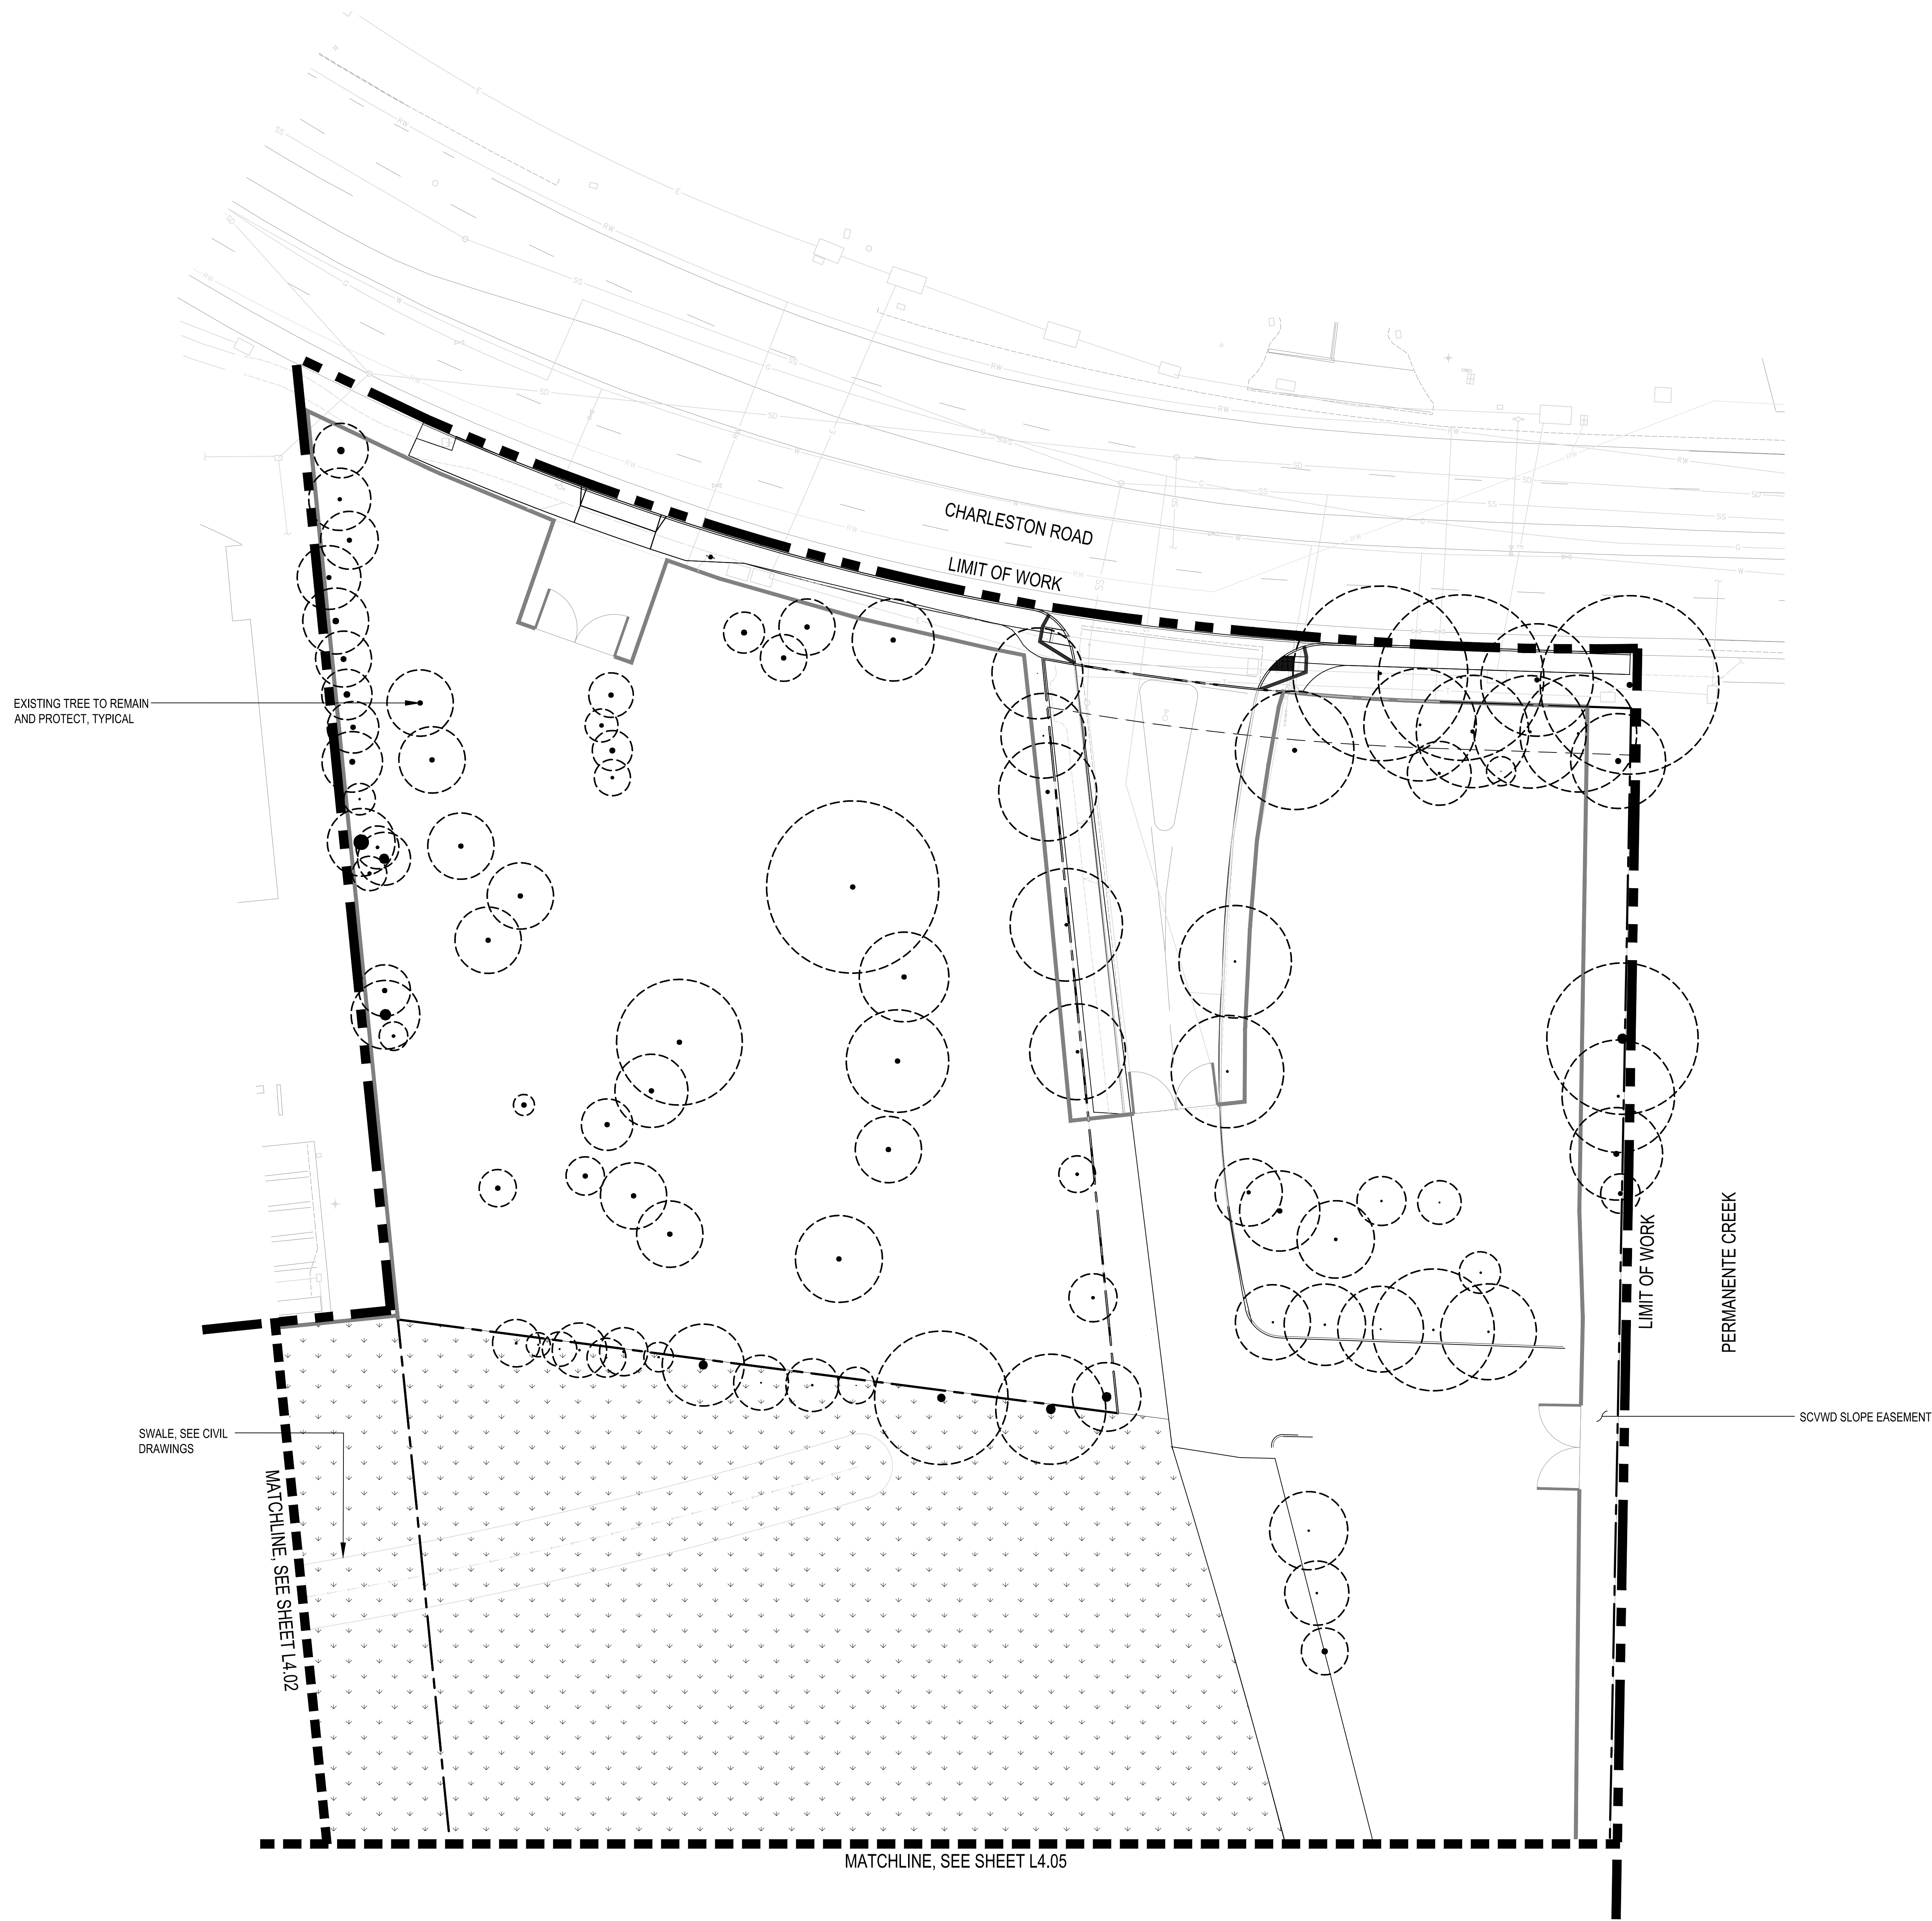 CHARLESTON ROAD
LIMIT OF WORK
EXISTING TREE TO REMAIN
AND PROTECT, TYPICAL
LIMIT OF WORK
PERMANENTE CREEK
SCVWD SLOPE EASEMENT
SWALE, SEE CIVIL
DRAWINGS
MATCHLINE, SEE SHEET L4.02
MATCHLINE, SEE SHEET L4.05